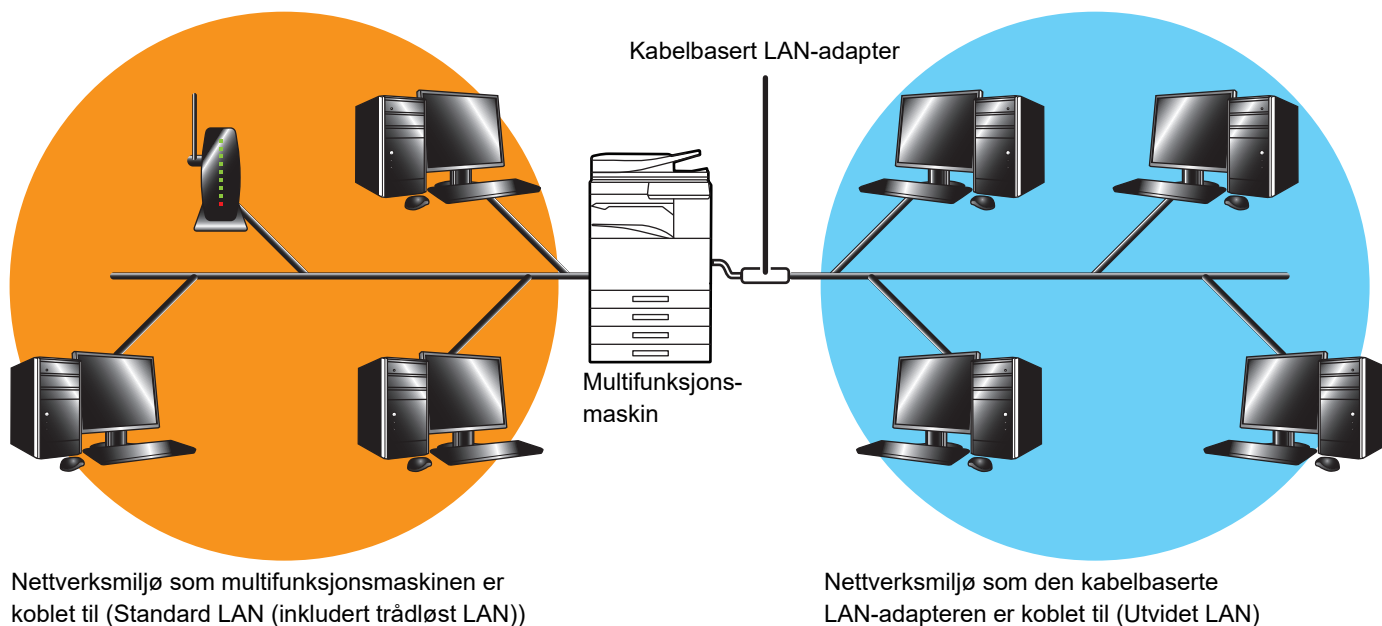 Kabelbasert LAN-adapter
Multifunksjons-
maskin
Nettverksmiljø som multifunksjonsmaskinen er
koblet til (Standard LAN (inkludert trådløst LAN))
Nettverksmiljø som den kabelbaserte
LAN-adapteren er koblet til (Utvidet LAN)